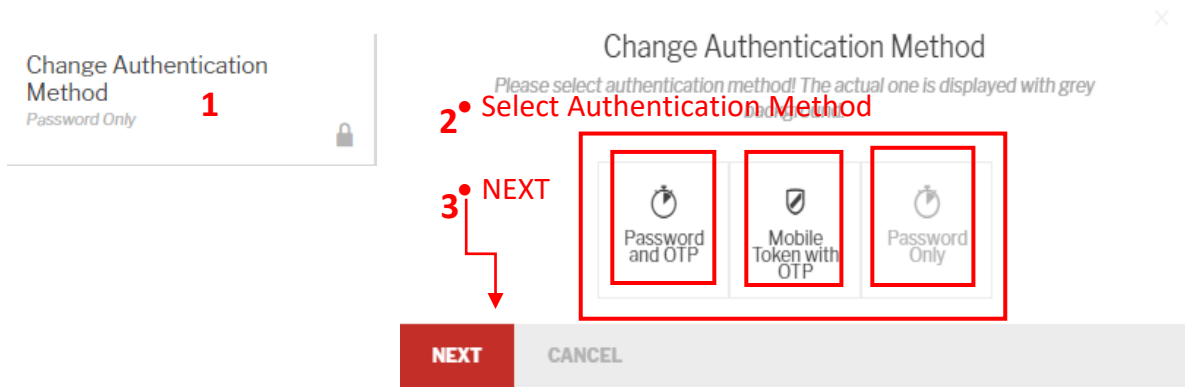 Change Authentication
Method
1
Password Only
X
Change Authentication Method
Please select authentication method! The actual one is displayed with grey
background.
2 • Select Authentication Method
3 • NEXT
Password
and OTP
Mobile
Token with
OTP
Password
Only
NEXT
CANCEL